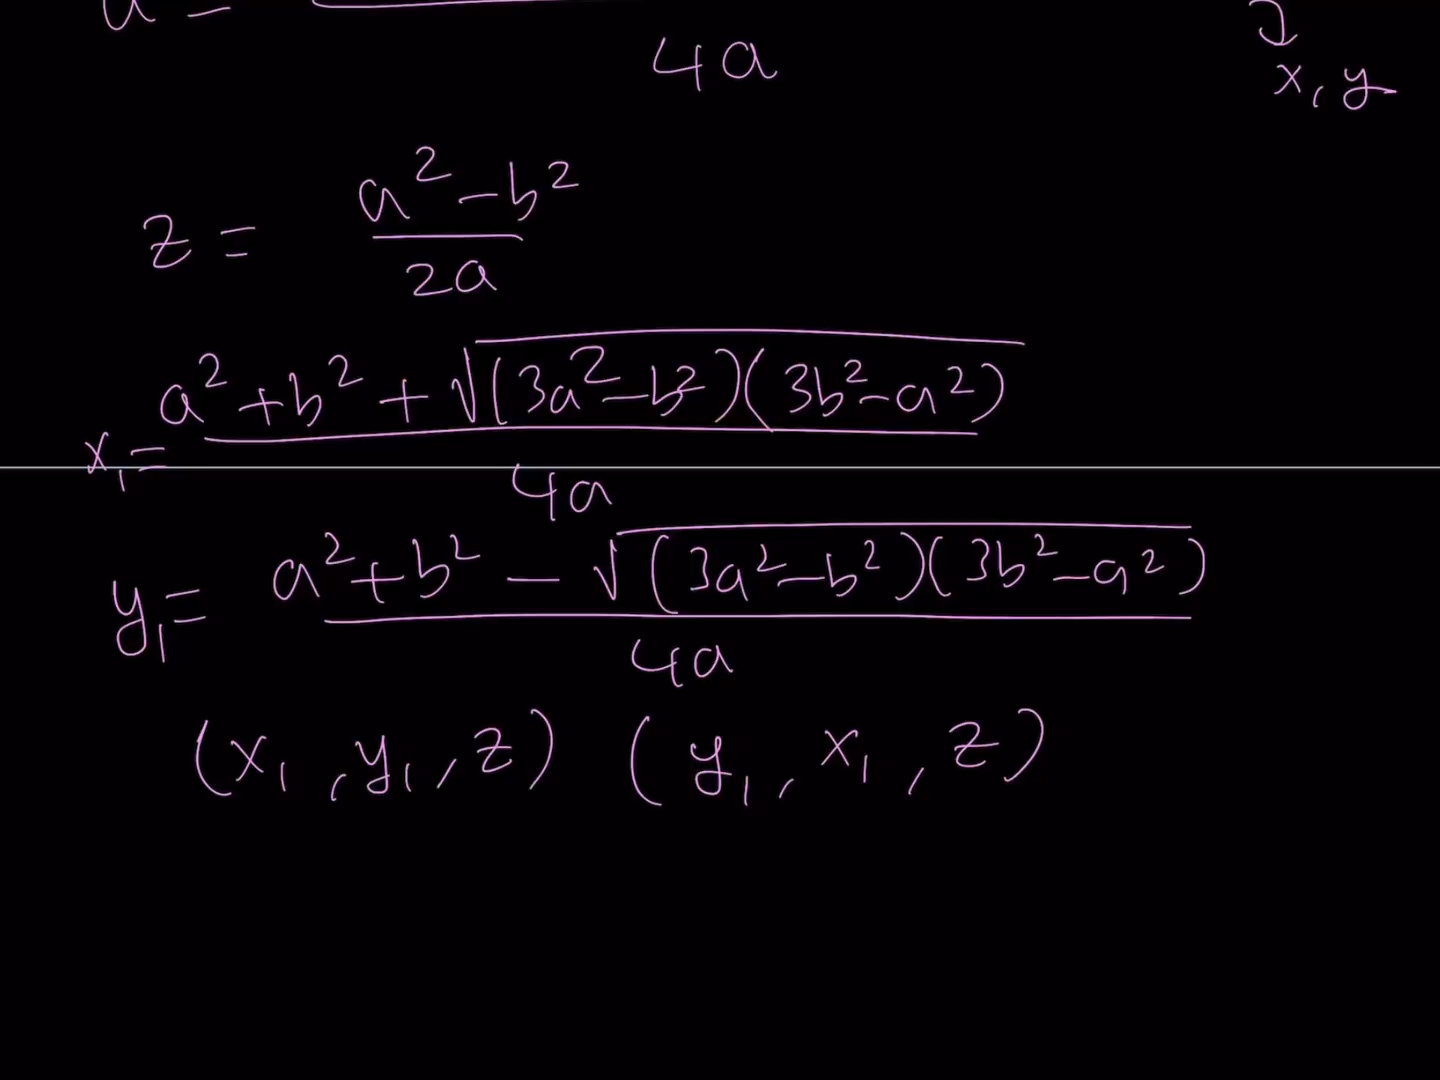 u =
4a
x, y
z = a² - b² / 2a
x₁ = a² + b² + √(3a² - b²)(3b² - a²) / 4a
y₁ = a² + b² - √(3a² - b²)(3b² - a²) / 4a
(x₁, y₁, z) (y₁, x₁, z)